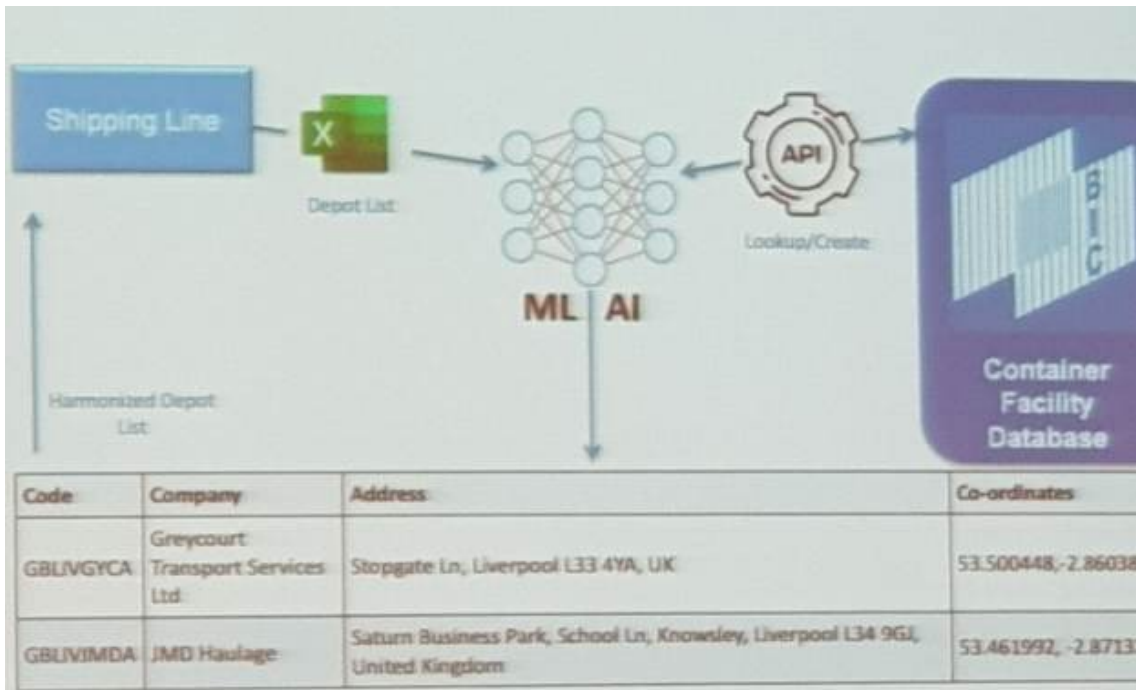 Shipping Line
X
Depot List
API
Lookup/Create
BIC
ML AI
Container
Facility
Database
Harmonized Depot
List
Code Company Address Co-ordinates
Greycourt
GBLIVGYCA Transport Services Stopgate Ln, Liverpool L33 4YA, UK 53.500448,-2.86038
Ltd
Saturn Business Park, School Ln, Knowsley, Liverpool L34 9GJ,
GBLIVJMDA JMD Haulage 53.461992, -2.8713
United Kingdom